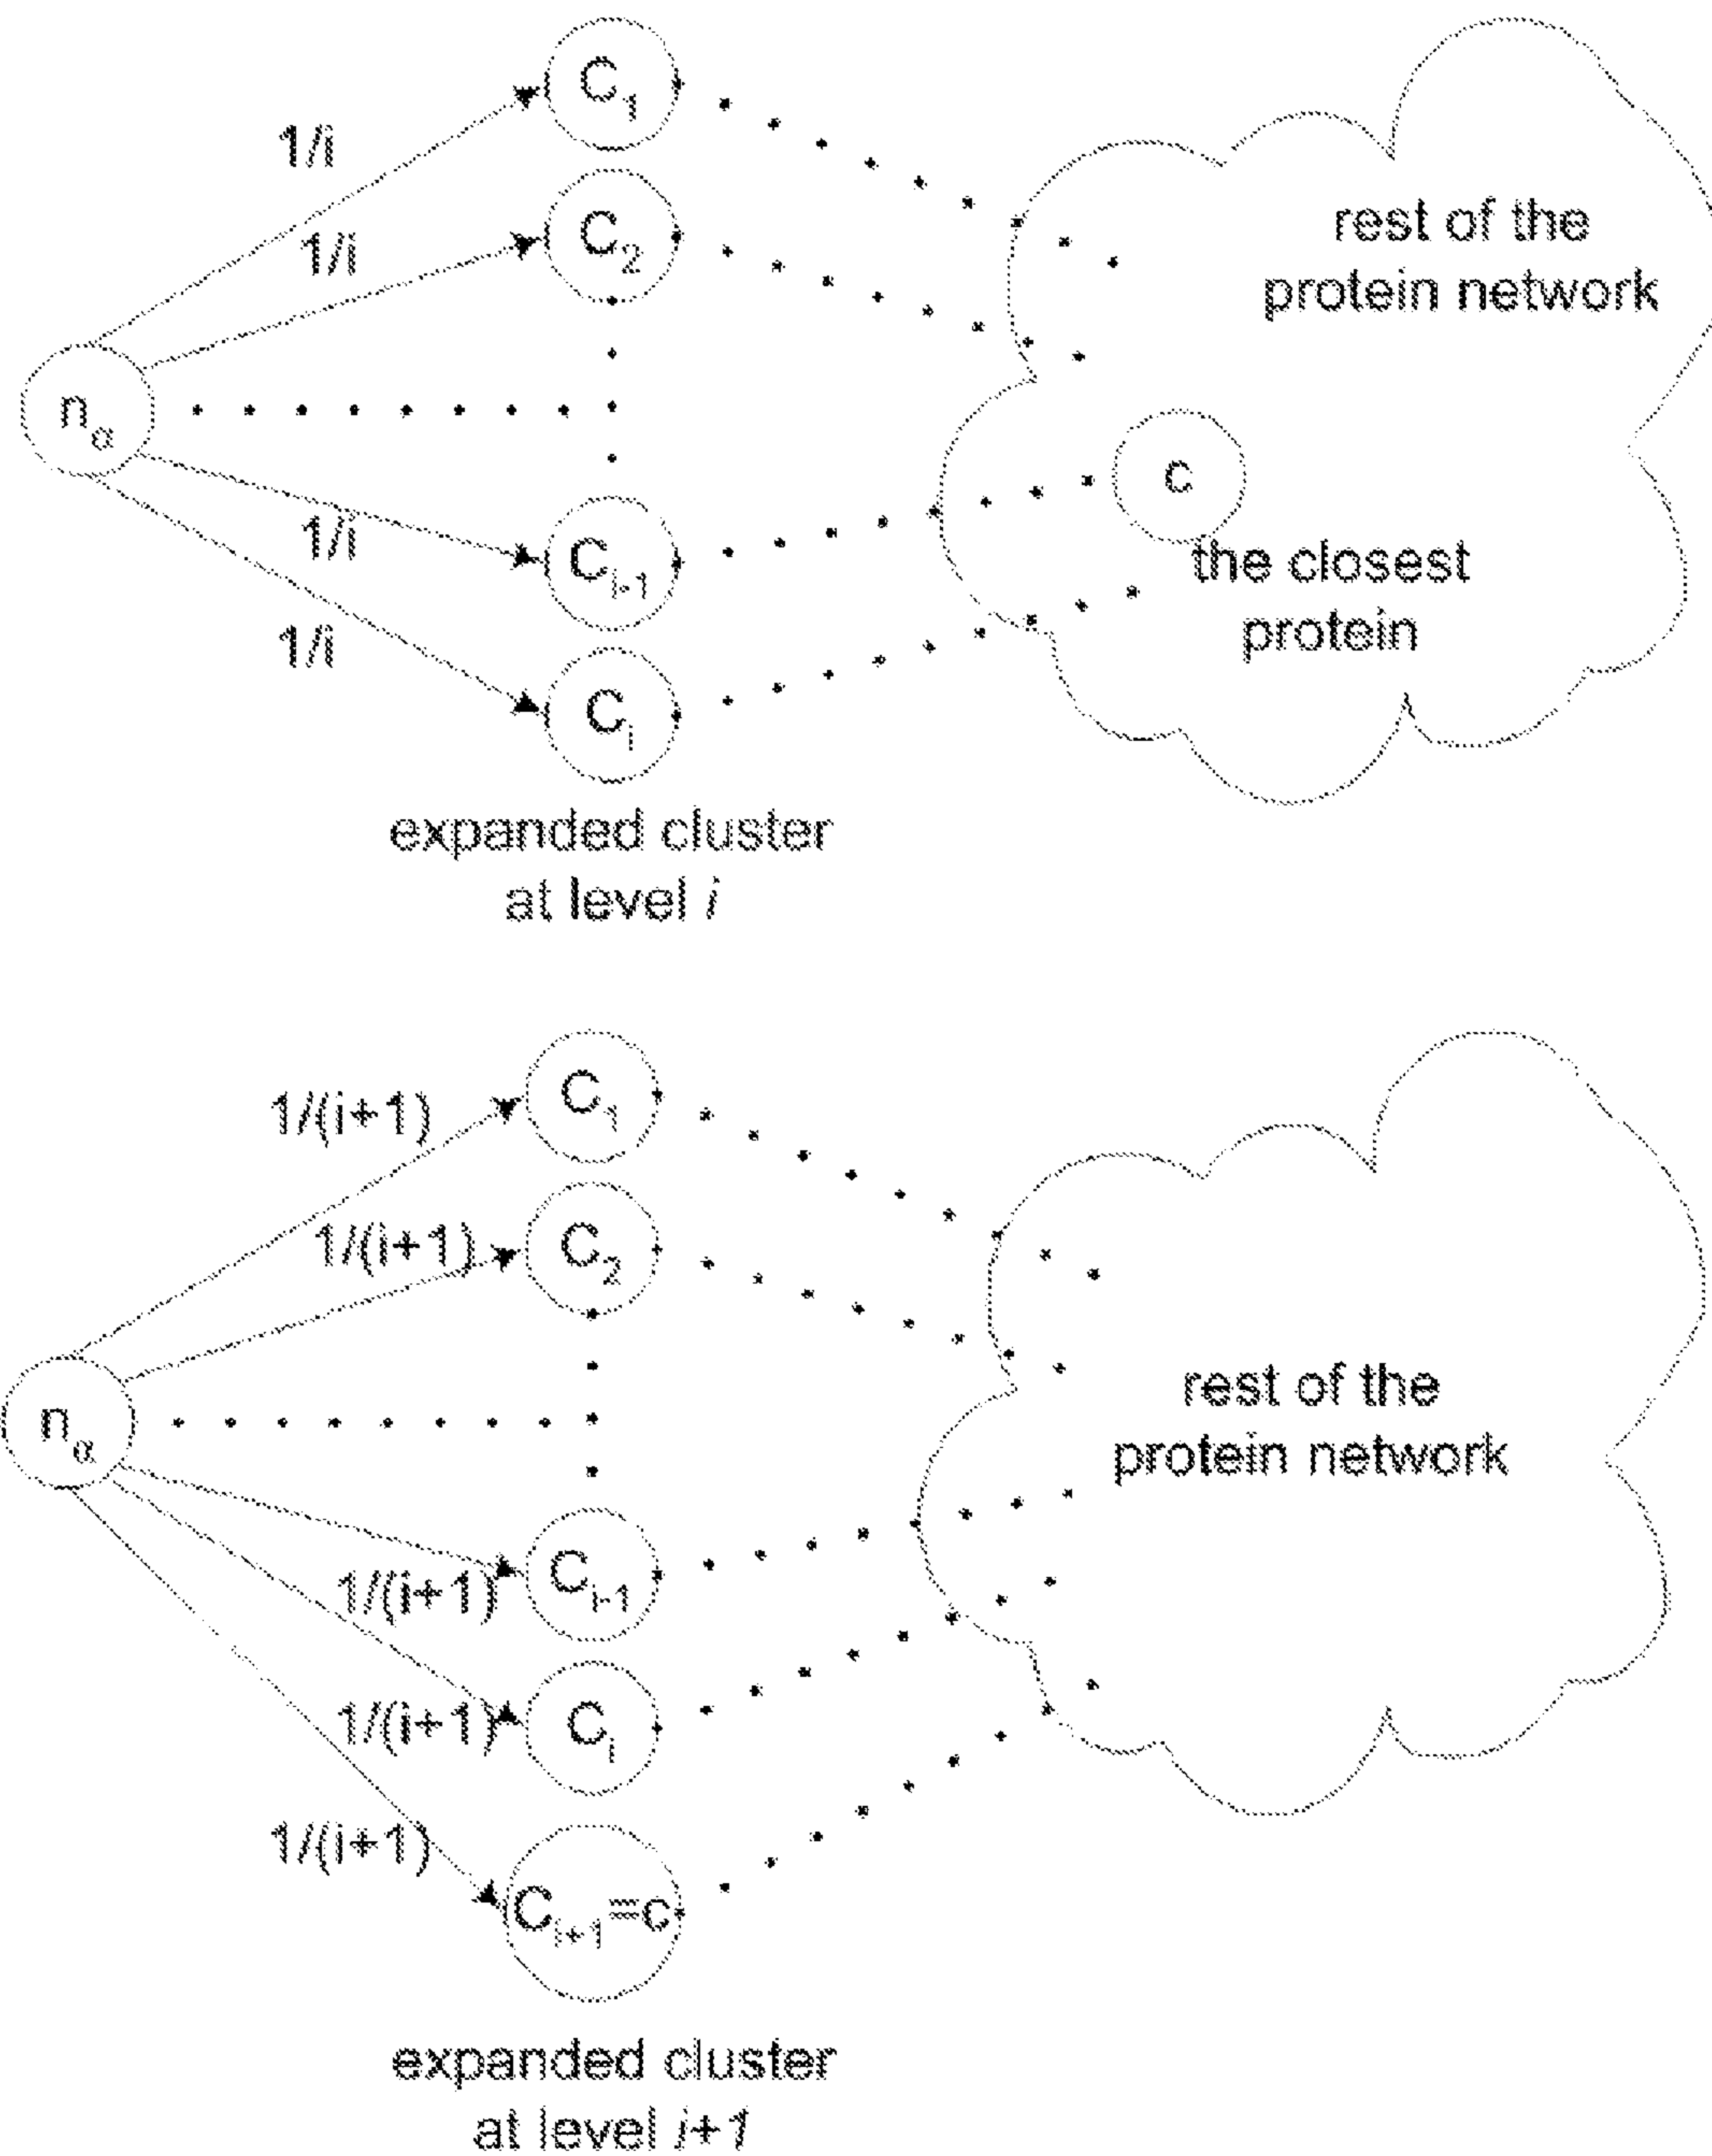 C1
1/i
C2
rest of the
1/i
protein network
nα
c
1/i
Ci-1
the closest
protein
1/i
Ci
expanded cluster
at level i
C1
1/(i+1)
1/(i+1)
C2
rest of the
protein network
nα
1/(i+1)
Ci-1
1/(i+1)
Ci
1/(i+1)
Ci+1≡c
expanded cluster
at level i+1